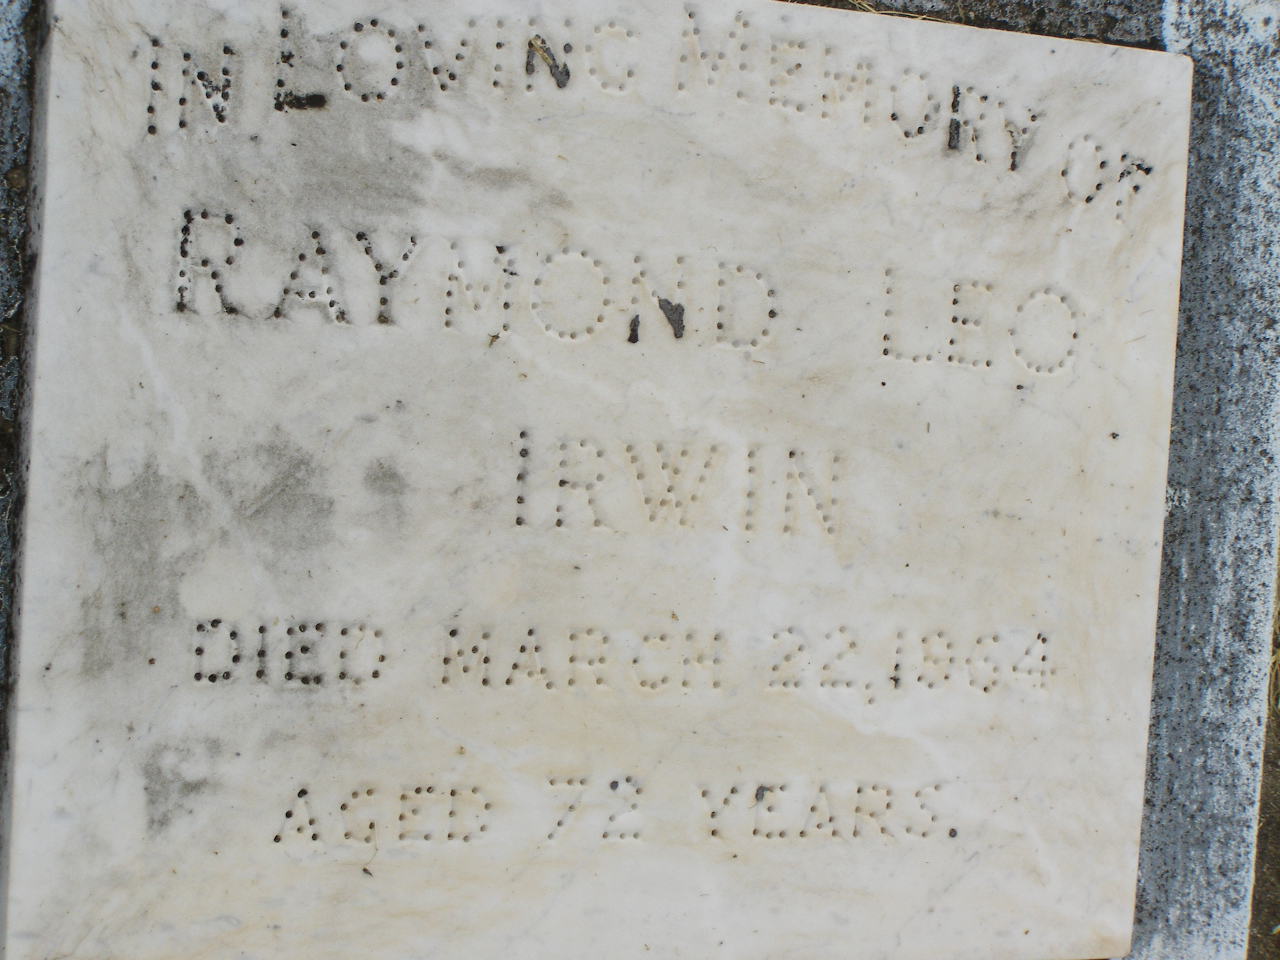 IN LOVING MEMORY OF
RAYMOND LEO
IRWIN
DIED MARCH 22, 1964
AGED 72 YEARS.